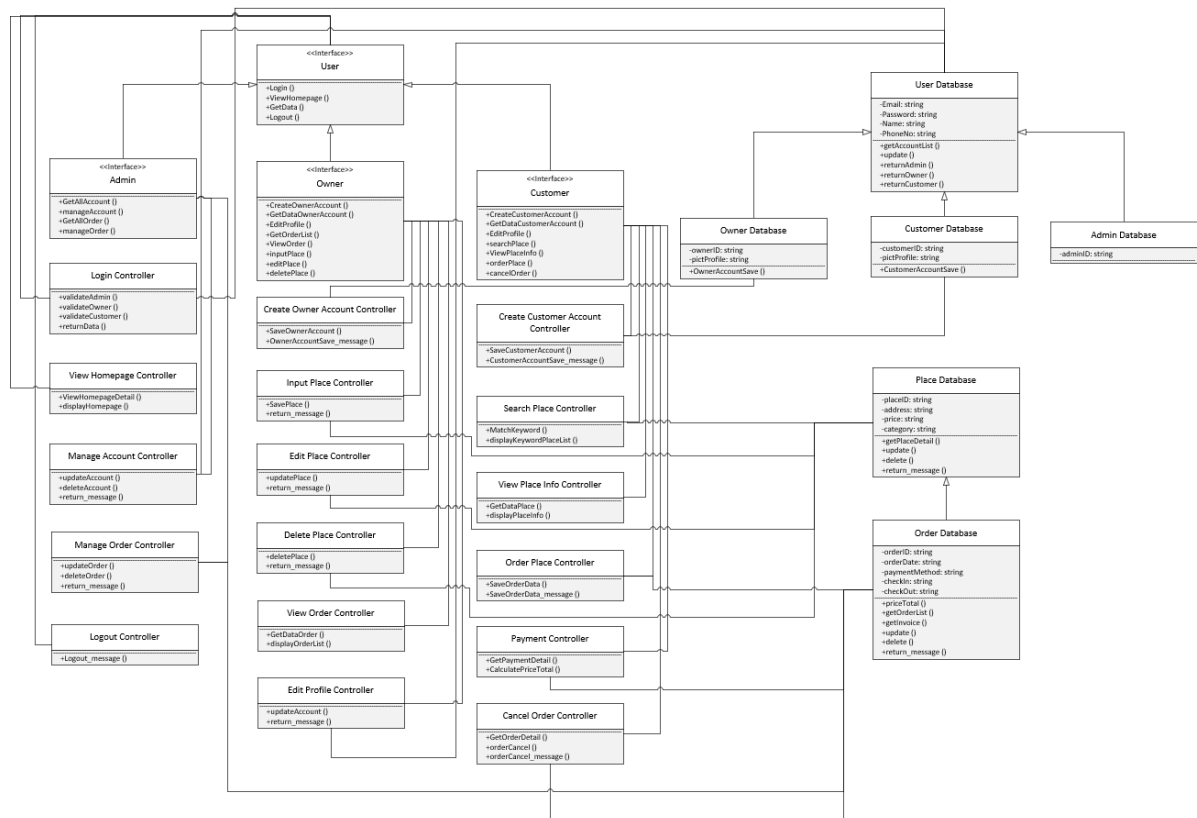 <<Interface>>
User
+Login ()
+ViewHomepage ()
+GetData ()
+Logout ()
<<Interface>>
Admin
+GetAllAccount ()
+manageAccount ()
+GetAllOrder ()
+manageOrder ()
Login Controller
+validateAdmin ()
+validateOwner ()
+validateCustomer ()
+returnData ()
View Homepage Controller
+ViewHomepageDetail ()
+displayHomepage ()
Manage Account Controller
+updateAccount ()
+deleteAccount ()
+return_message ()
Manage Order Controller
+updateOrder ()
+deleteOrder ()
+return_message ()
Logout Controller
+Logout_message ()
<<Interface>>
Owner
+CreateOwnerAccount ()
+GetDataOwnerAccount ()
+EditProfile ()
+GetOrderList ()
+ViewOrder ()
+inputPlace ()
+editPlace ()
+deletePlace ()
Create Owner Account Controller
+SaveOwnerAccount ()
+OwnerAccountSave_message ()
Input Place Controller
+SavePlace ()
+return_message ()
Edit Place Controller
+updatePlace ()
+return_message ()
Delete Place Controller
+deletePlace ()
+return_message ()
View Order Controller
+GetDataOrder ()
+displayOrderList ()
Edit Profile Controller
+updateAccount ()
+return_message ()
<<Interface>>
Customer
+CreateCustomerAccount ()
+GetDataCustomerAccount ()
+EditProfile ()
+searchPlace ()
+ViewPlaceInfo ()
+orderPlace ()
+cancelOrder ()
Create Customer Account
Controller
+SaveCustomerAccount ()
+CustomerAccountSave_message ()
Search Place Controller
+MatchKeyword ()
+displayKeywordPlaceList ()
View Place Info Controller
+GetDataPlace ()
+displayPlaceInfo ()
Order Place Controller
+SaveOrderData ()
+SaveOrderData_message ()
Payment Controller
+GetPaymentDetail ()
+CalculatePriceTotal ()
Cancel Order Controller
+GetOrderDetail ()
+orderCancel ()
+orderCancel_message ()
User Database
-Email: string
-Password: string
-Name: string
-PhoneNo: string
+getAccountList ()
+update ()
+returnAdmin ()
+returnOwner ()
+returnCustomer ()
Owner Database
-ownerID: string
-pictProfile: string
+OwnerAccountSave ()
Customer Database
-customerID: string
-pictProfile: string
+CustomerAccountSave ()
Admin Database
-adminID: string
Place Database
-placeID: string
-address: string
-price: string
-category: string
+getPlaceDetail ()
+update ()
+delete ()
+return_message ()
Order Database
-orderID: string
-orderDate: string
-paymentMethod: string
-checkIn: string
-checkOut: string
+priceTotal ()
+getOrderList ()
+getInvoice ()
+update ()
+delete ()
+return_message ()